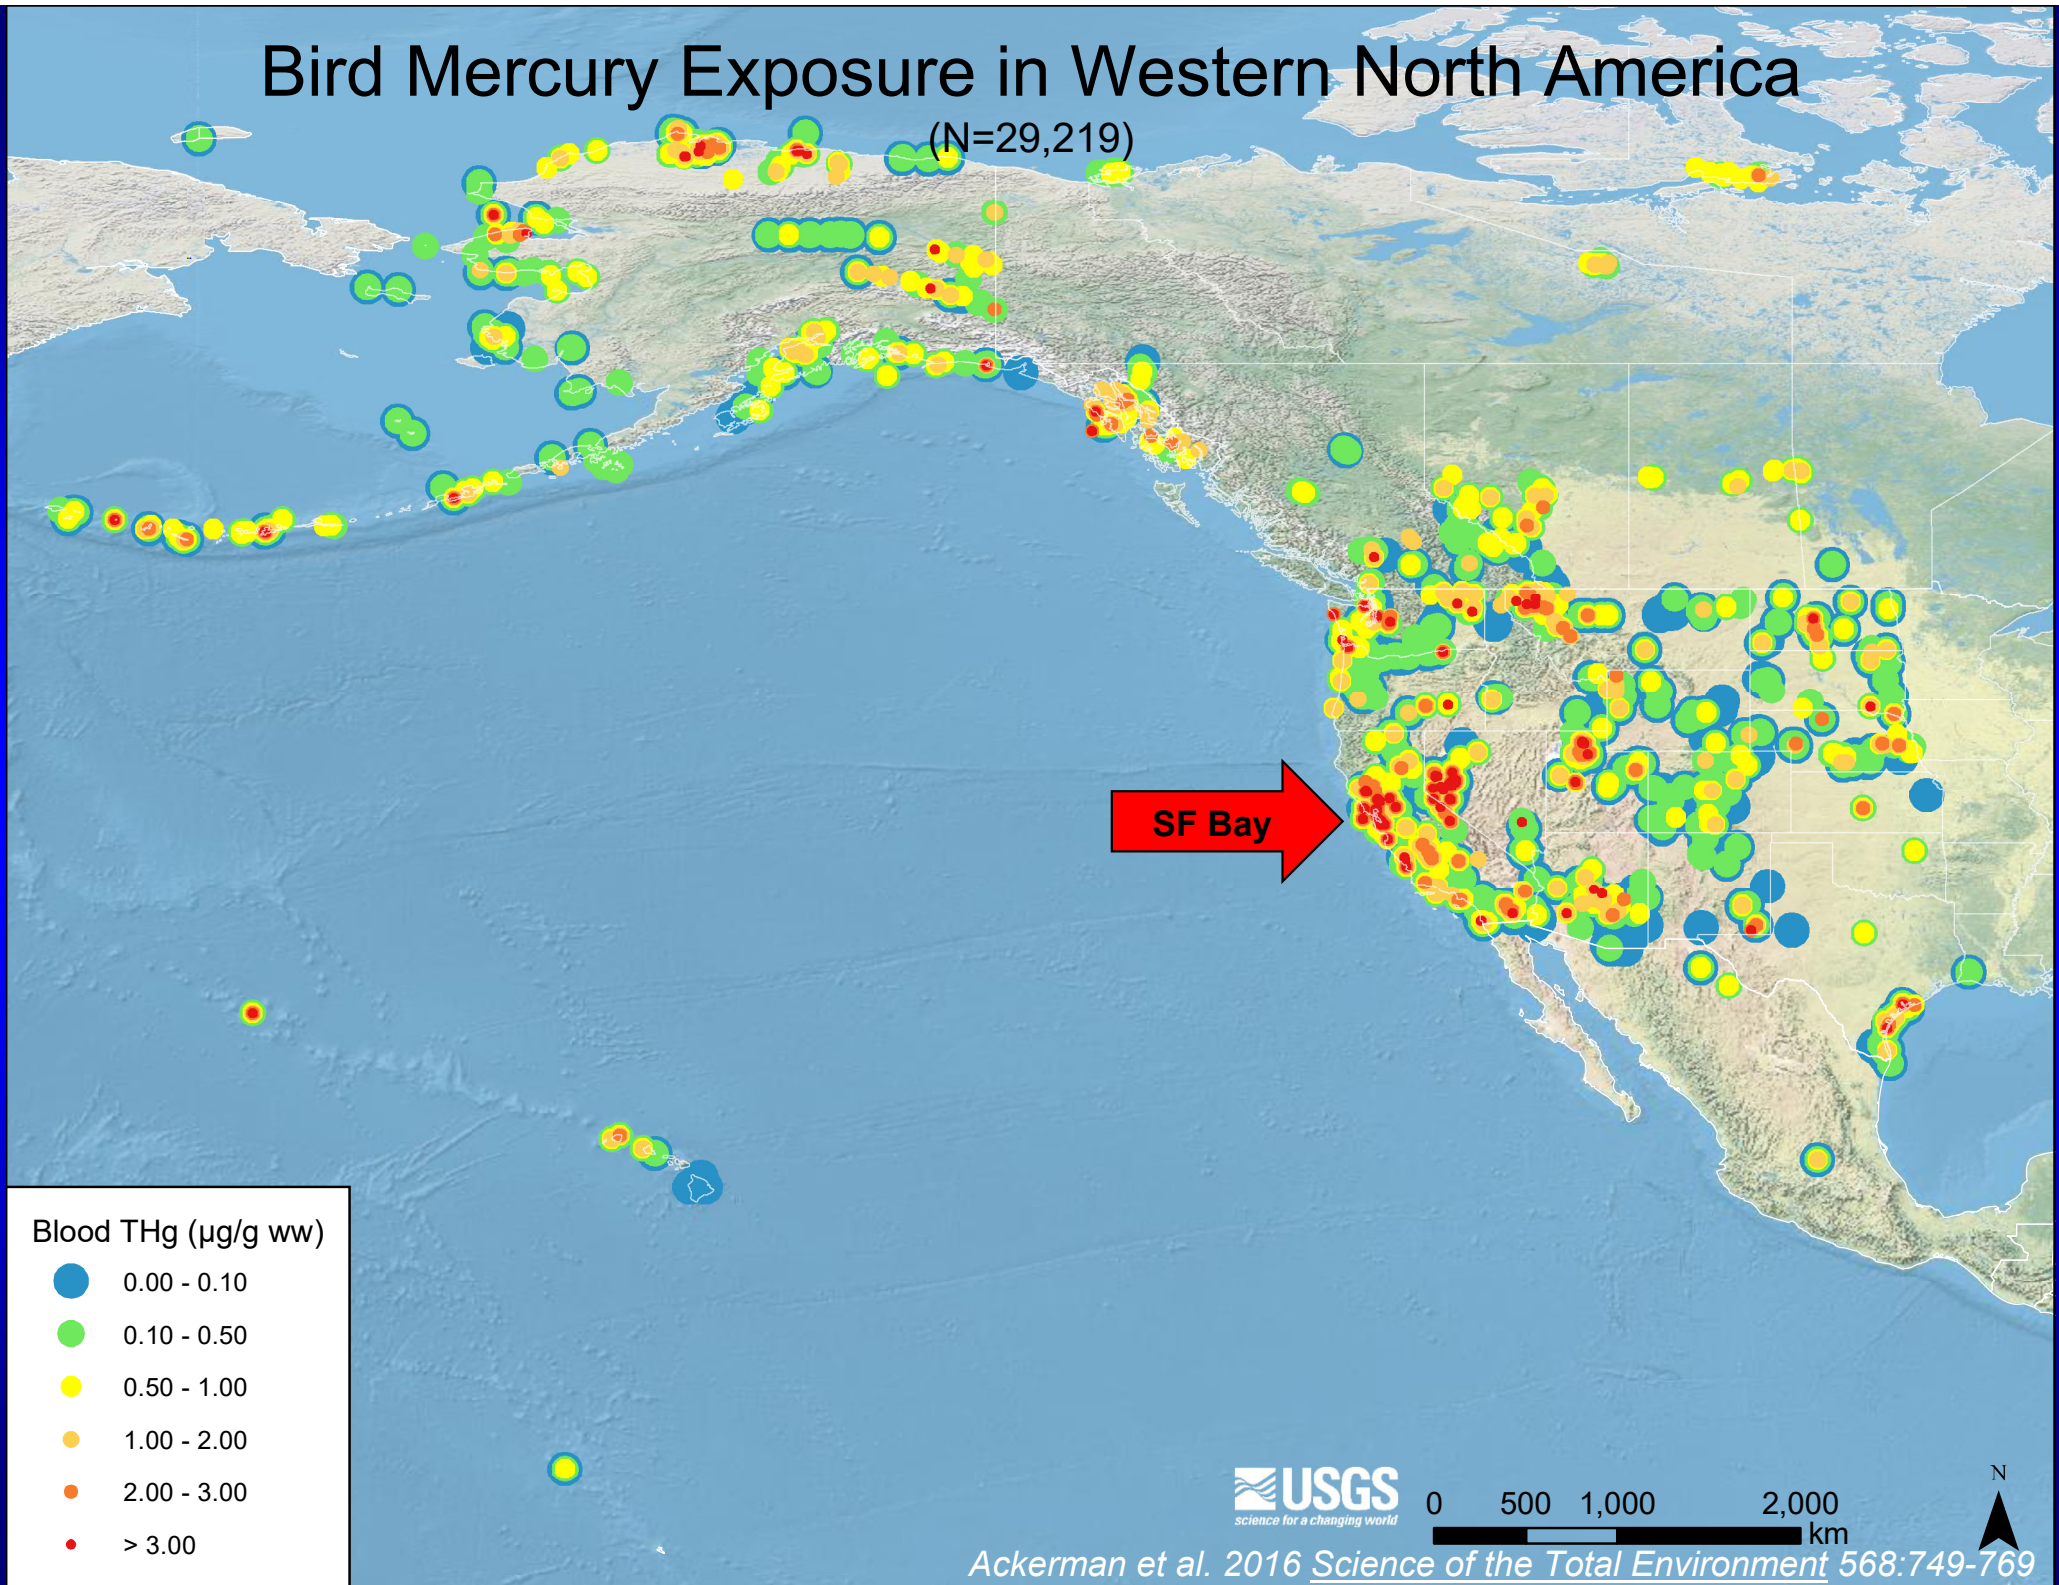 Bird Mercury Exposure in Western North America
(N=29,219)
SF Bay
Blood THg (µg/g ww)
0.00 - 0.10
0.10 - 0.50
0.50 - 1.00
1.00 - 2.00
2.00 - 3.00
> 3.00
USGS
science for a changing world
0 500 1,000 2,000
km
N
Ackerman et al. 2016 Science of the Total Environment 568:749-769